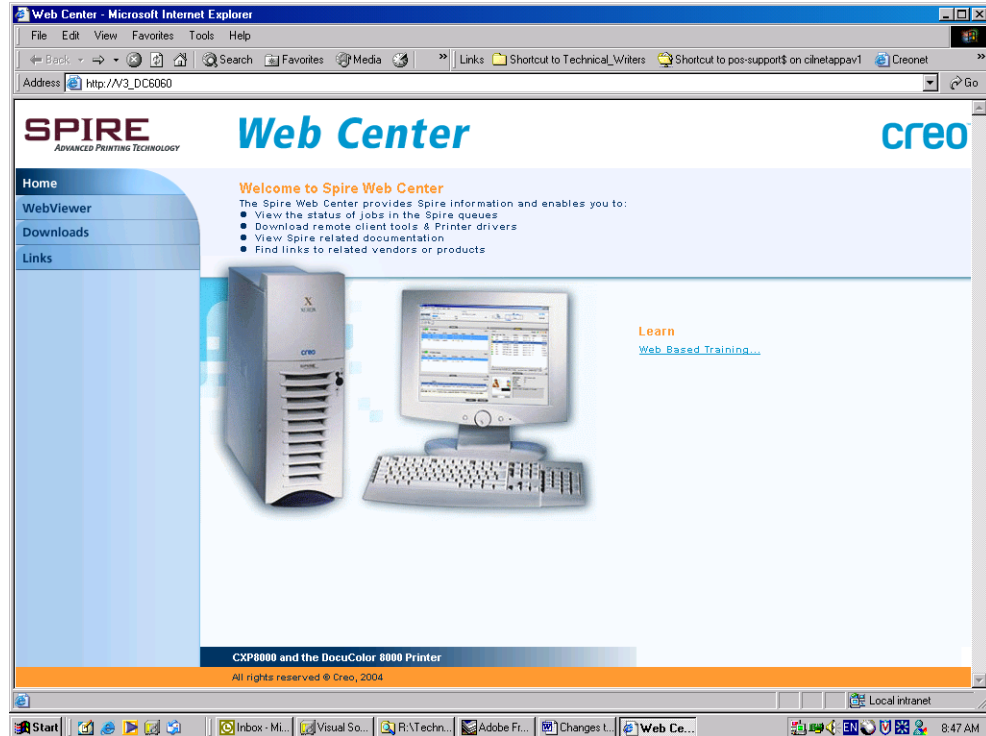 Web Center - Microsoft Internet Explorer
File Edit View Favorites Tools Help
Back Search Favorites Media » Links Shortcut to Technical_Writers Shortcut to pos-support$ on cilnetappav1 Creonet »
Address http://V3_DC6060 Go
SPIRE
ADVANCED PRINTING TECHNOLOGY
Web Center
creo
Home
WebViewer
Downloads
Links
Welcome to Spire Web Center
The Spire Web Center provides Spire information and enables you to:
● View the status of jobs in the Spire queues
● Download remote client tools & Printer drivers
● View Spire related documentation
● Find links to related vendors or products
X
XEROX
creo
SPIRE
Learn
Web Based Training...
CXP8000 and the DocuColor 8000 Printer
All rights reserved © Creo, 2004
Local intranet
Start Inbox - Mi... Visual So... R:\Techn... Adobe Fr... Changes t... Web Ce... EN 8:47 AM